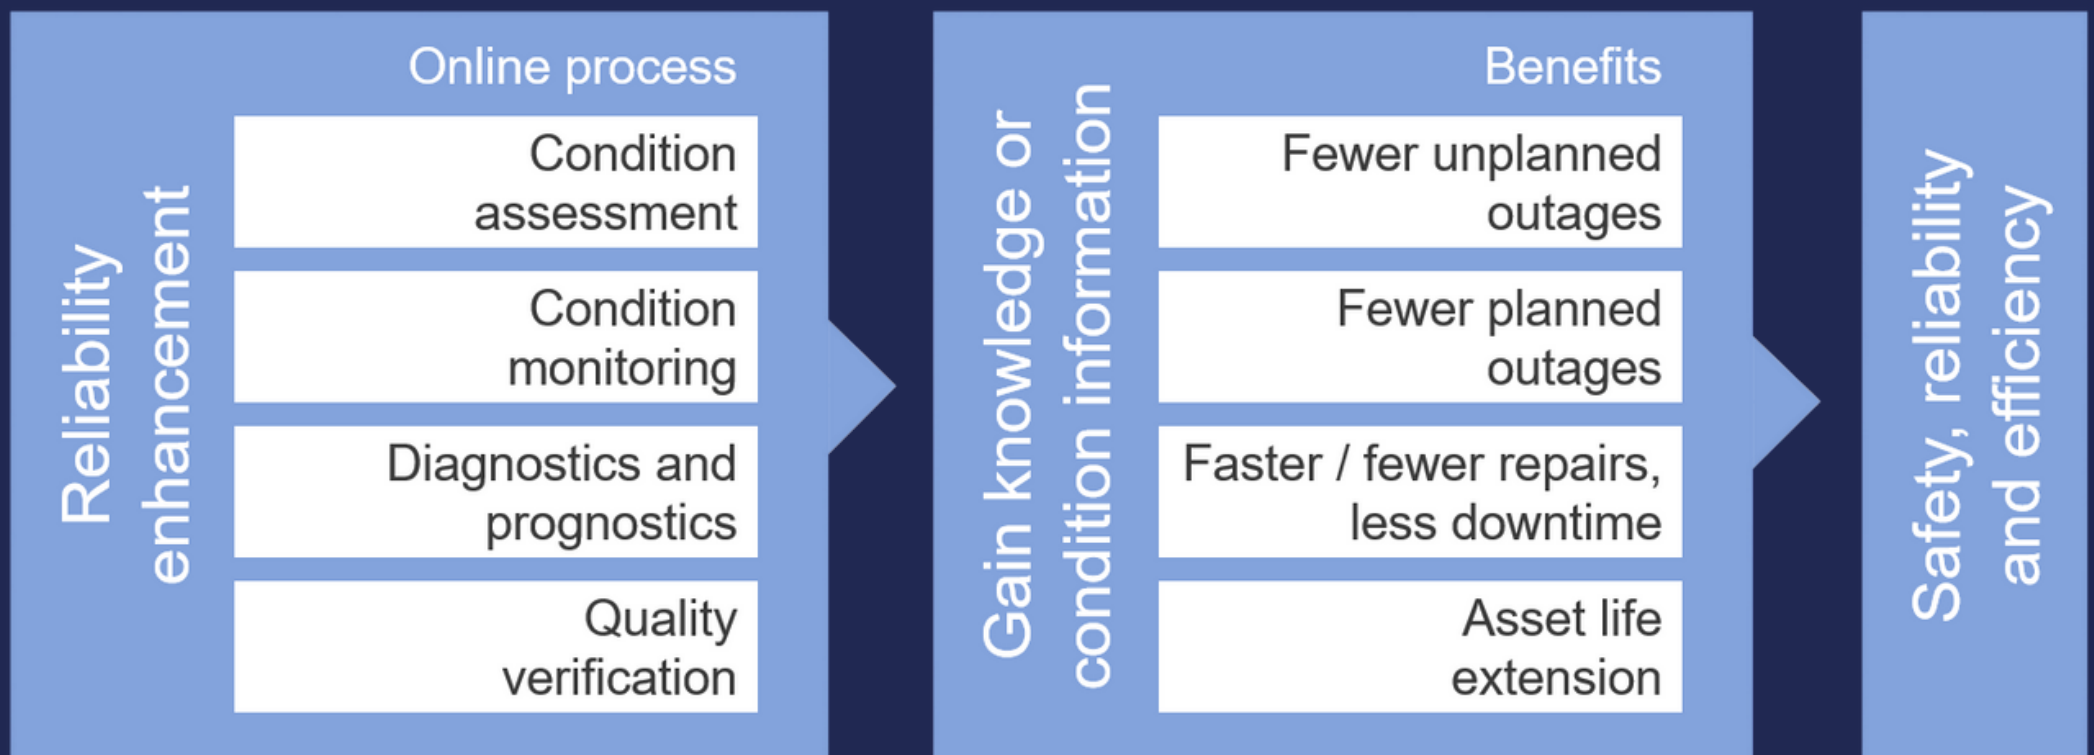 Reliability
enhancement
Online process
Condition
assessment
Condition
monitoring
Diagnostics and
prognostics
Quality
verification
Gain knowledge or
condition information
Benefits
Fewer unplanned
outages
Fewer planned
outages
Faster / fewer repairs,
less downtime
Asset life
extension
Safety, reliability
and efficiency